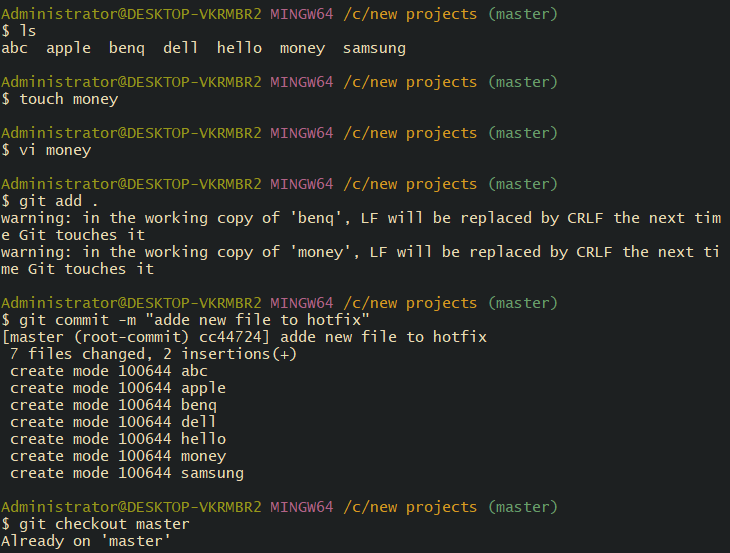 Administrator@DESKTOP-VKRMBR2 MINGW64 /c/new projects (master)
$ ls
abc  apple  benq  dell  hello  money  samsung
Administrator@DESKTOP-VKRMBR2 MINGW64 /c/new projects (master)
$ touch money
Administrator@DESKTOP-VKRMBR2 MINGW64 /c/new projects (master)
$ vi money
Administrator@DESKTOP-VKRMBR2 MINGW64 /c/new projects (master)
$ git add .
warning: in the working copy of 'benq', LF will be replaced by CRLF the next tim
e Git touches it
warning: in the working copy of 'money', LF will be replaced by CRLF the next ti
me Git touches it
Administrator@DESKTOP-VKRMBR2 MINGW64 /c/new projects (master)
$ git commit -m "adde new file to hotfix"
[master (root-commit) cc44724] adde new file to hotfix
 7 files changed, 2 insertions(+)
 create mode 100644 abc
 create mode 100644 apple
 create mode 100644 benq
 create mode 100644 dell
 create mode 100644 hello
 create mode 100644 money
 create mode 100644 samsung
Administrator@DESKTOP-VKRMBR2 MINGW64 /c/new projects (master)
$ git checkout master
Already on 'master'